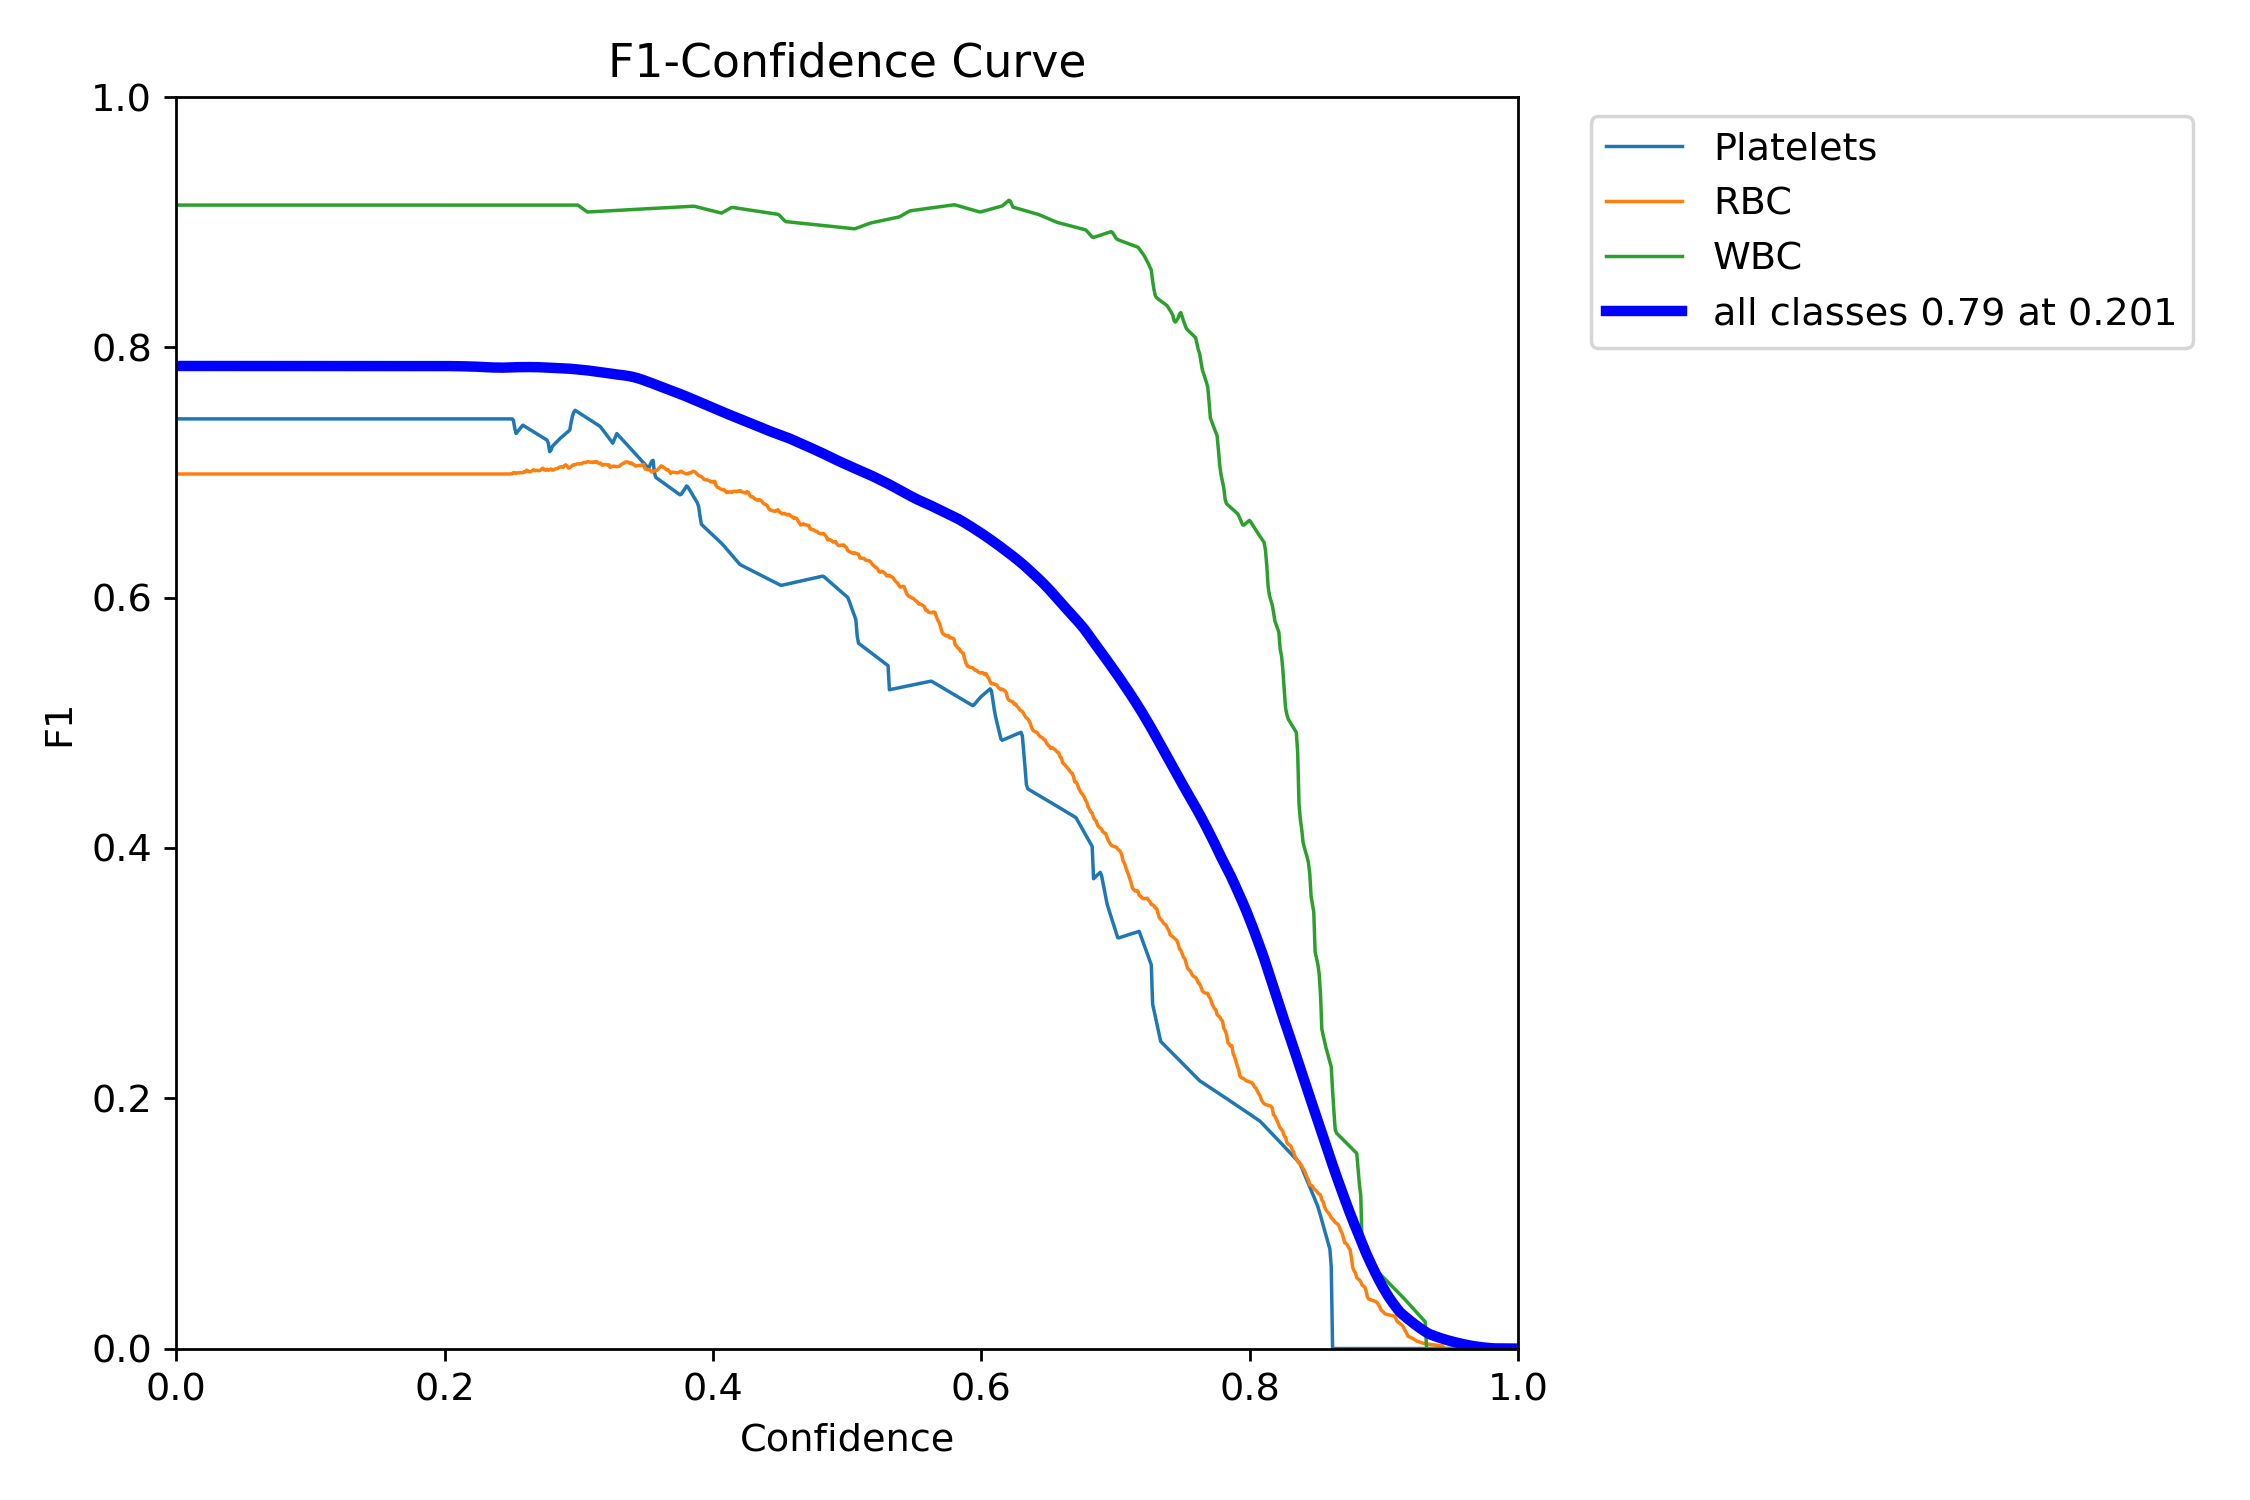 F1-Confidence Curve
1.0
0.8
0.6
0.4
0.2
0.0
F1
0.0 0.2 0.4 0.6 0.8 1.0
Confidence
Platelets
RBC
WBC
all classes 0.79 at 0.201